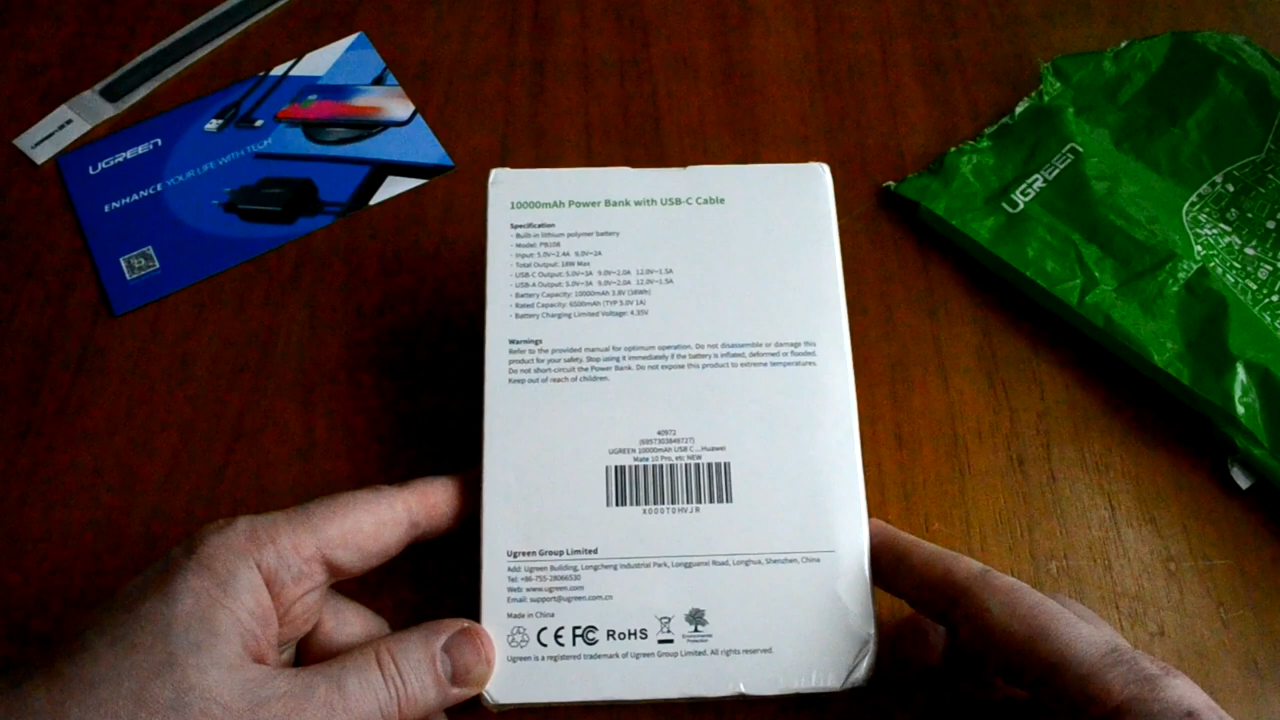 UGREEN
ENHANCE YOUR LIFE WITH TECH
UGREEN
10000mAh Power Bank with USB-C Cable
Specification
· Built-in lithium polymer battery
· Model: PB108
· Input: 5.0V⎓2.4A 9.0V⎓2A
· Total Output: 18W Max
· USB-C Output: 5.0V⎓3A 9.0V⎓2.0A 12.0V⎓1.5A
· USB-A Output: 5.0V⎓3A 9.0V⎓2.0A 12.0V⎓1.5A
· Battery Capacity: 10000mAh 3.8V (38Wh)
· Rated Capacity: 6500mAh (TYP 5.0V 1A)
· Battery Charging Limited Voltage: 4.35V
Warnings
Refer to the provided manual for optimum operation. Do not disassemble or damage this
product for your safety. Stop using it immediately if the battery is inflated, deformed or flooded.
Do not short-circuit the Power Bank. Do not expose this product to extreme temperatures.
Keep out of reach of children.
40972
(6957303849727)
UGREEN 10000mAh USB C ...Huawei
Mate 10 Pro, etc NEW
X000T0HVJR
Ugreen Group Limited
Add: Ugreen Building, Longcheng Industrial Park, Longguanxi Road, Longhua, Shenzhen, China
Tel: +86-755-28066530
Web: www.ugreen.com
Email: support@ugreen.com.cn
Made in China
CE FC RoHS
Environmental
Protection
Ugreen is a registered trademark of Ugreen Group Limited. All rights reserved.